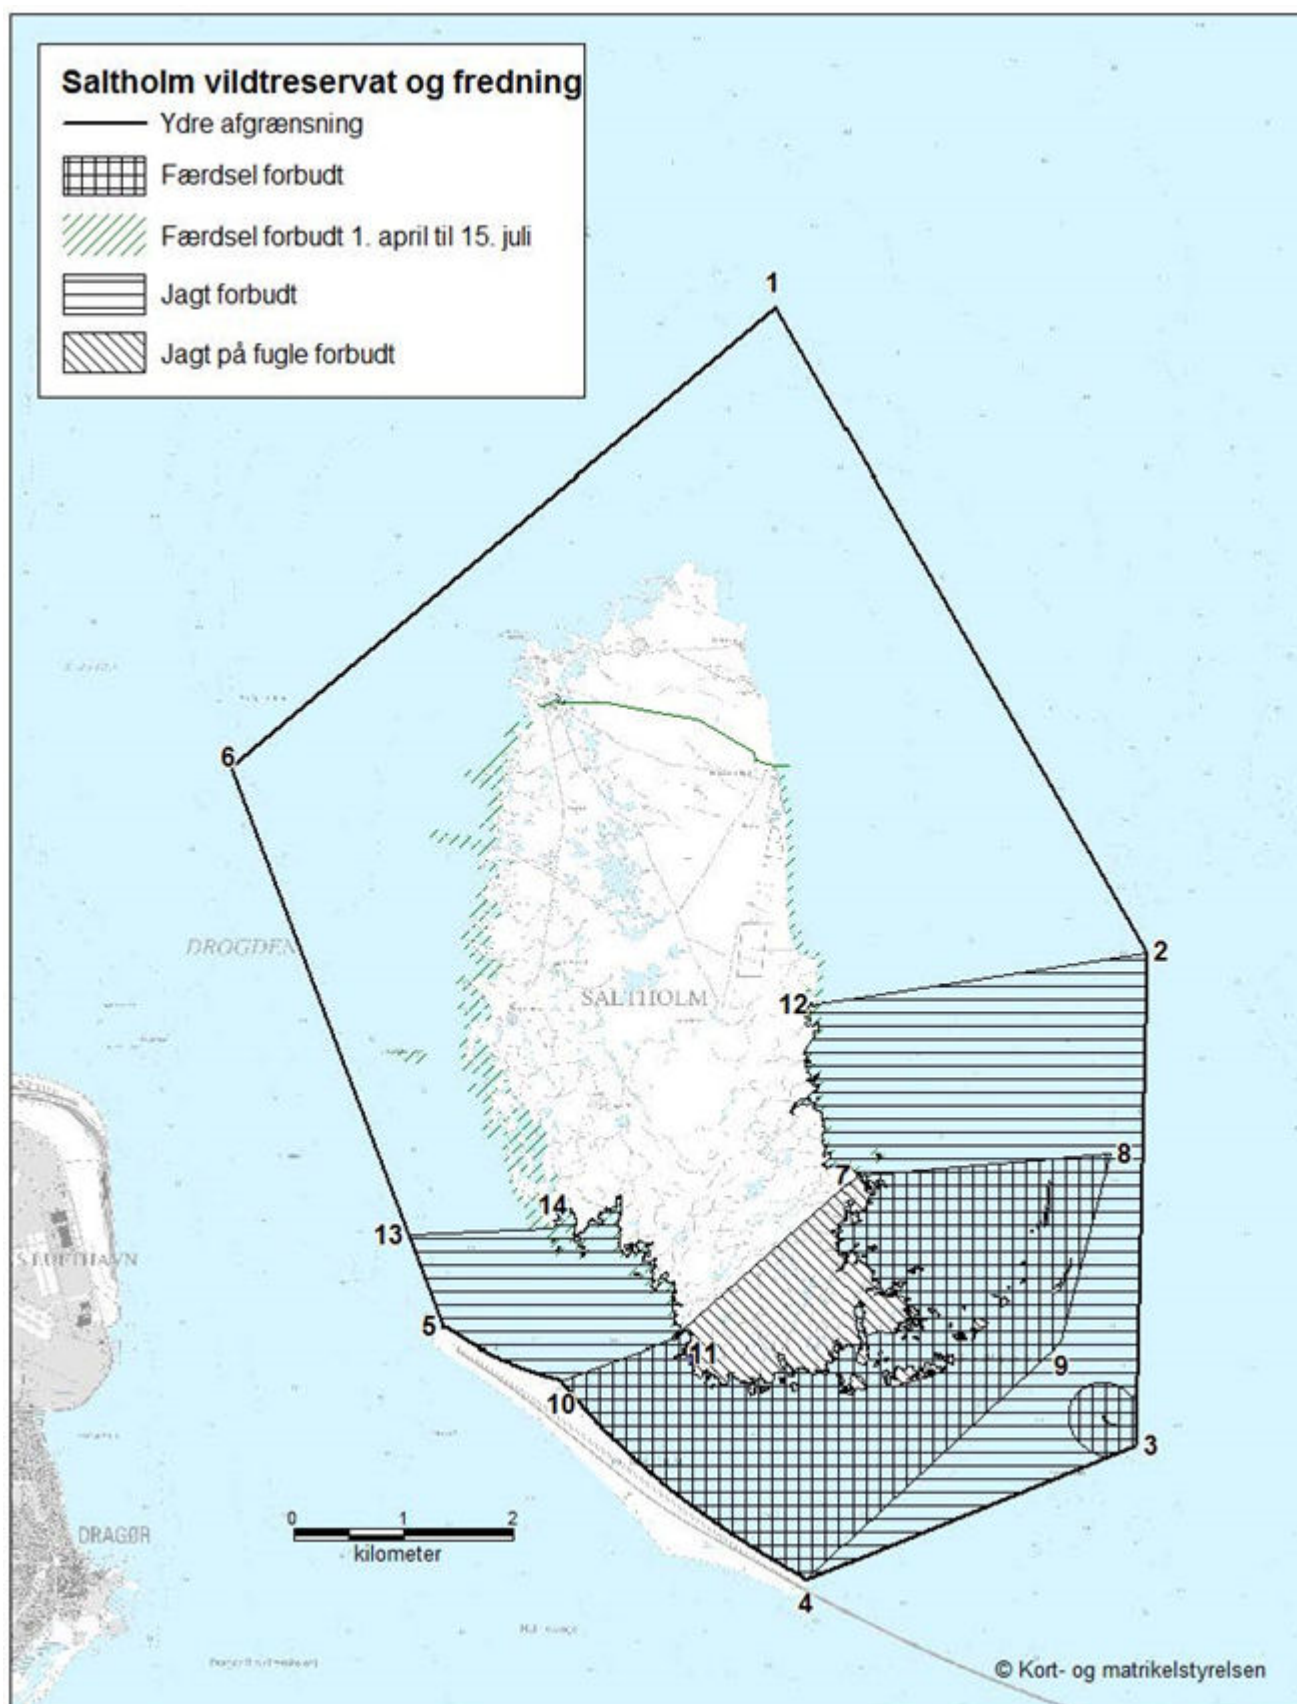 Saltholm vildtreservat og fredning
Ydre afgrænsning
Færdsel forbudt
Færdsel forbudt 1. april til 15. juli
Jagt forbudt
Jagt på fugle forbudt
1
6
DROGDEN
2
SALTHOLM
12
8
7
14
13
S LUFTHAVN
5
11
9
10
3
0 1 2
kilometer
DRAGØR
4
© Kort- og matrikelstyrelsen